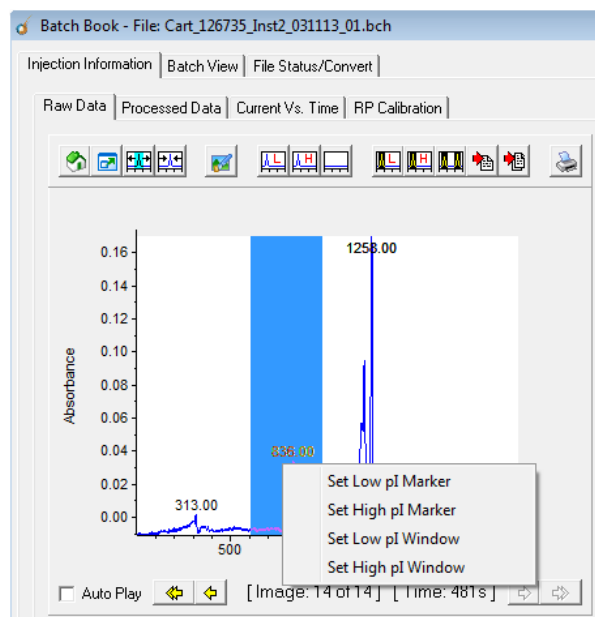 Batch Book - File: Cart_126735_Inst2_031113_01.bch
Injection Information Batch View File Status/Convert
Raw Data Processed Data Current Vs. Time RP Calibration
L H L H
1258.00
0.16
0.14
0.12
0.10
0.08
0.06
0.04
0.02
0.00
Absorbance
838.00
313.00
500
Set Low pI Marker
Set High pI Marker
Set Low pI Window
Set High pI Window
Auto Play [Image: 14 of 14] [Time: 481s]